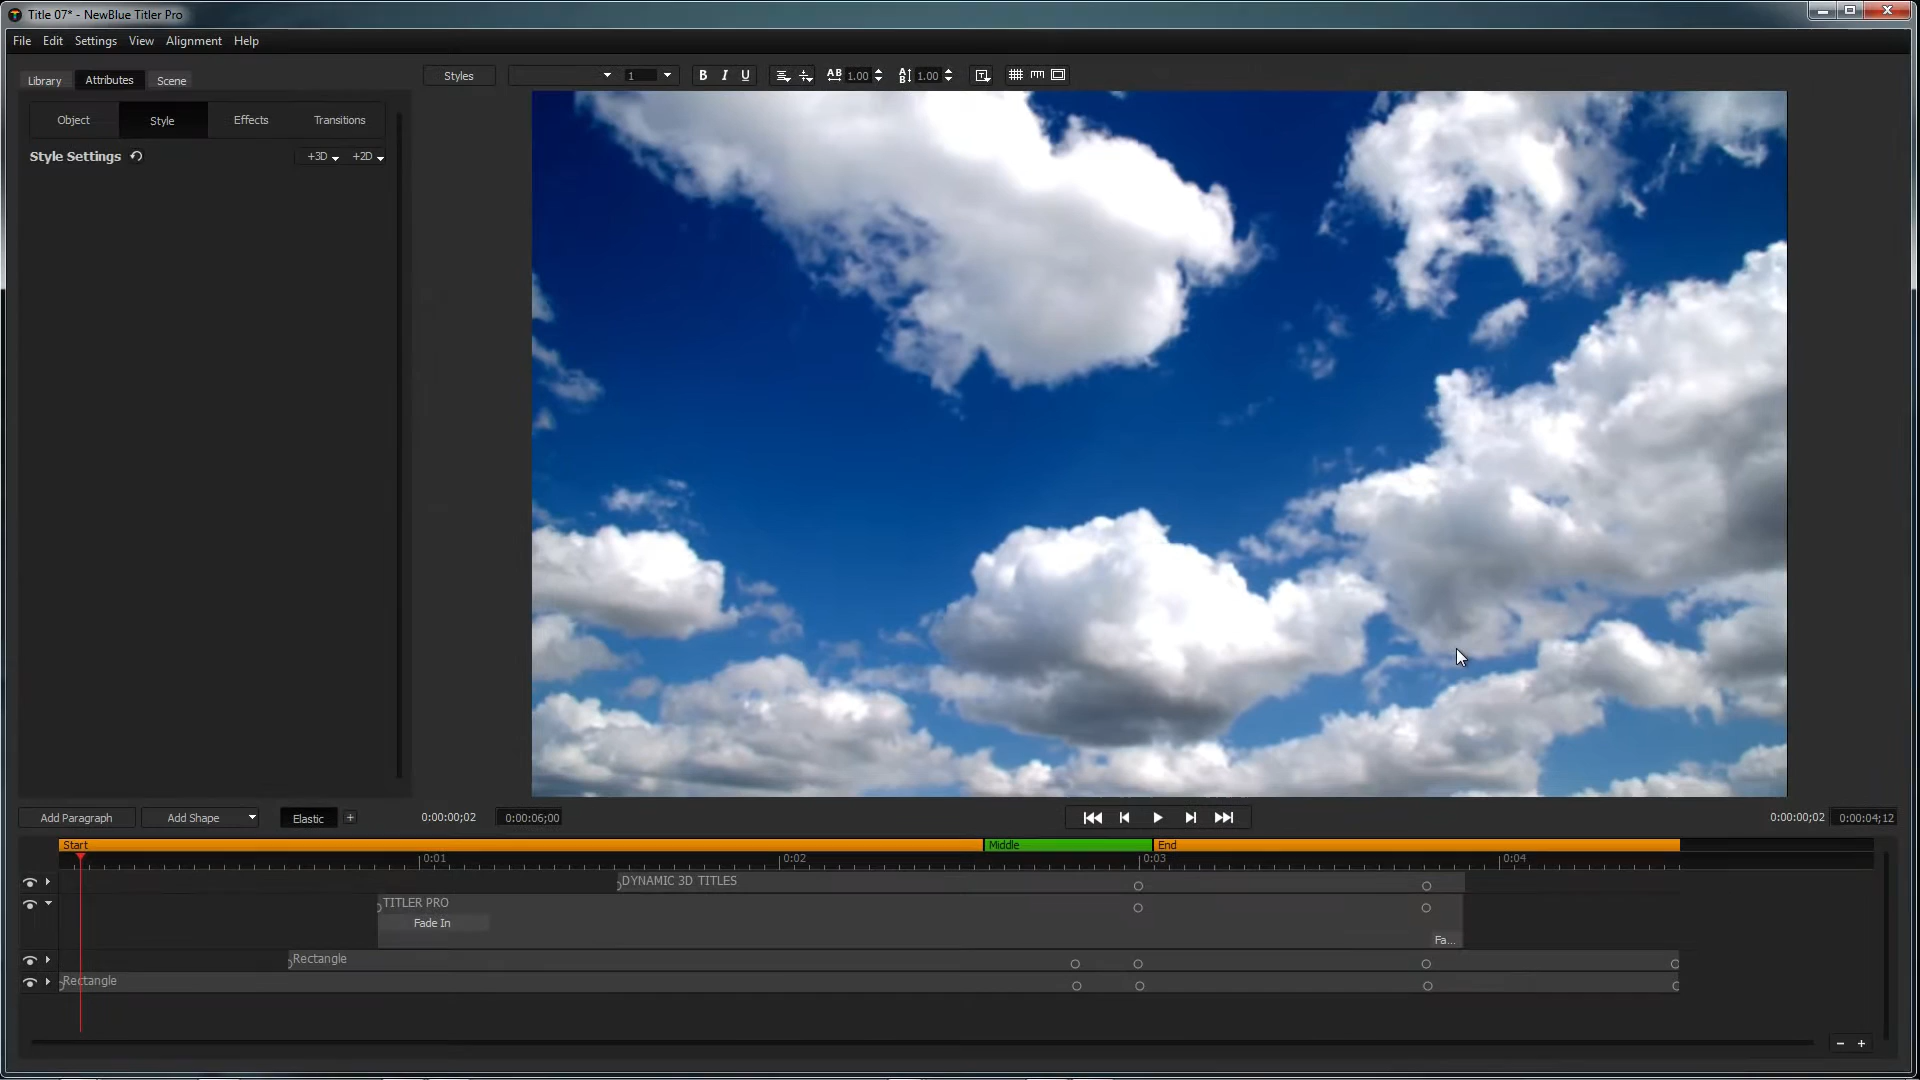 Title 07* - NewBlue Titler Pro
File Edit Settings View Alignment Help
Library Attributes Scene
Styles 1 B I U AB 1.00 AB 1.00
Object Style Effects Transitions
Style Settings +3D +2D
Add Paragraph Add Shape Elastic + 0:00:00;02 0:00:06;00 0:00:00;02 0:00:04;12
Start Middle End
0:01 0:02 0:03 0:04
DYNAMIC 3D TITLES
TITLER PRO
Fade In
Fa...
Rectangle
Rectangle